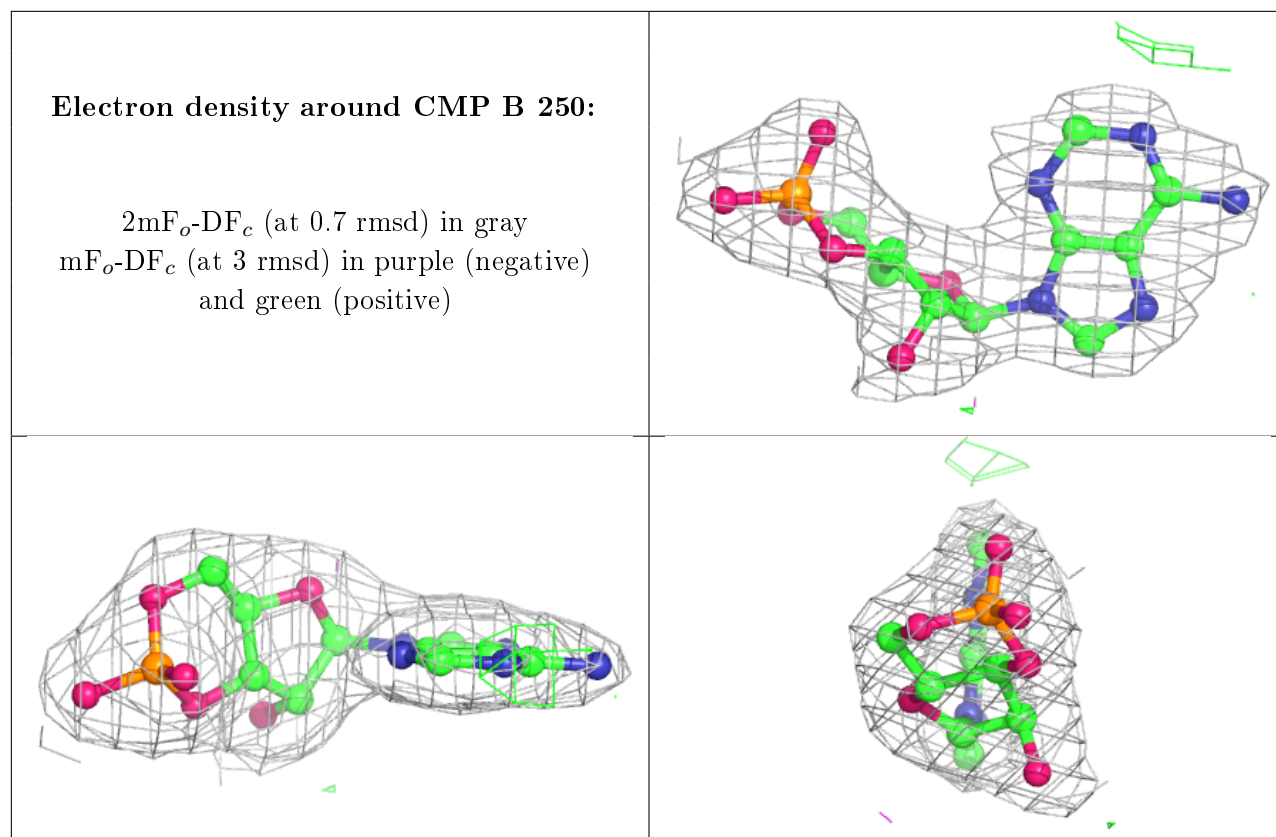 Electron density around CMP B 250:
2mFₒ-DF𝒸 (at 0.7 rmsd) in gray
mFₒ-DF𝒸 (at 3 rmsd) in purple (negative)
and green (positive)